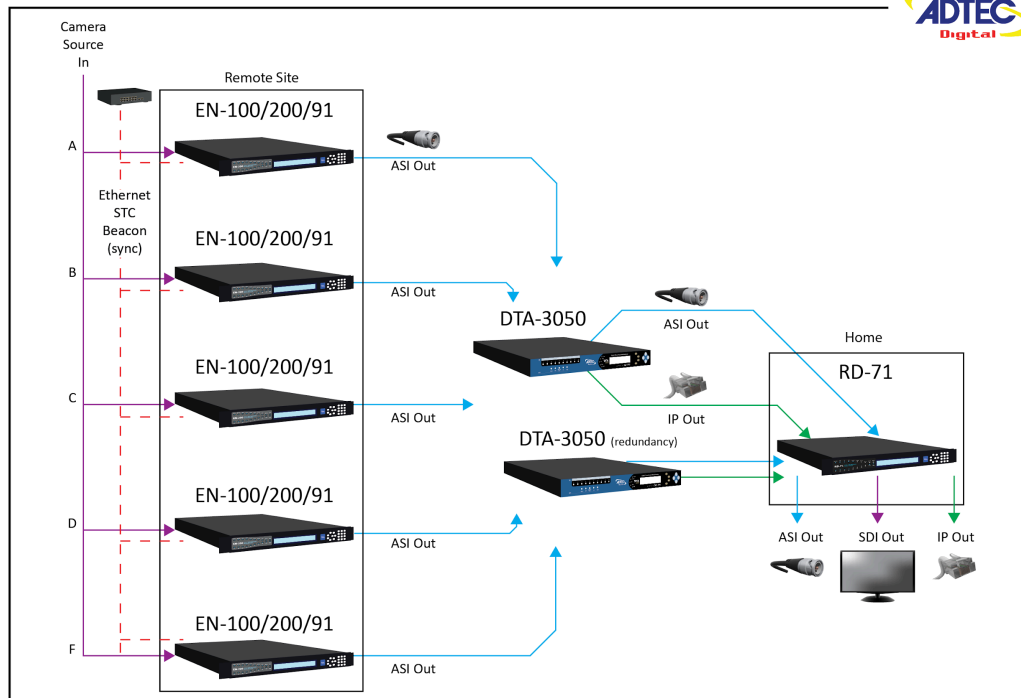 ADTEC
Digital
Camera
Source
In
Remote Site
EN-100/200/91
A
ASI Out
Ethernet
STC
Beacon
(sync)
EN-100/200/91
B
ASI Out
DTA-3050
ASI Out
Home
EN-100/200/91
RD-71
C
ASI Out
IP Out
DTA-3050 (redundancy)
EN-100/200/91
D
ASI Out
ASI Out
SDI Out
IP Out
EN-100/200/91
F
ASI Out